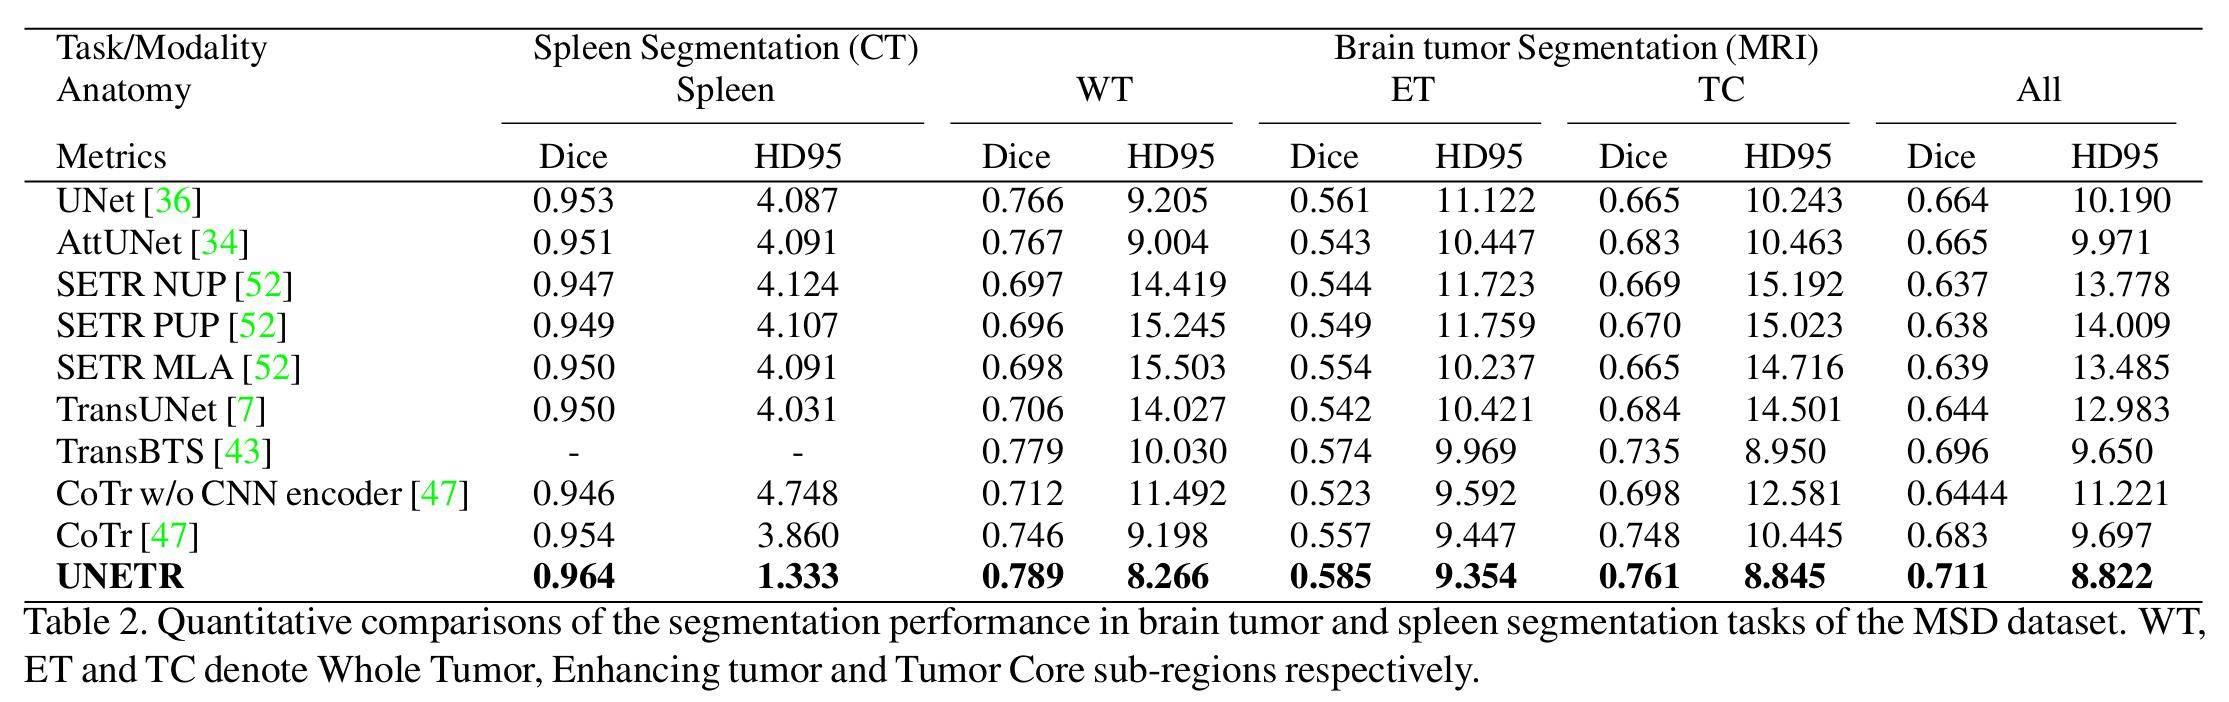 Task/Modality Spleen Segmentation (CT) Brain tumor Segmentation (MRI)
Anatomy Spleen WT ET TC All
Metrics Dice HD95 Dice HD95 Dice HD95 Dice HD95 Dice HD95
UNet [36] 0.953 4.087 0.766 9.205 0.561 11.122 0.665 10.243 0.664 10.190
AttUNet [34] 0.951 4.091 0.767 9.004 0.543 10.447 0.683 10.463 0.665 9.971
SETR NUP [52] 0.947 4.124 0.697 14.419 0.544 11.723 0.669 15.192 0.637 13.778
SETR PUP [52] 0.949 4.107 0.696 15.245 0.549 11.759 0.670 15.023 0.638 14.009
SETR MLA [52] 0.950 4.091 0.698 15.503 0.554 10.237 0.665 14.716 0.639 13.485
TransUNet [7] 0.950 4.031 0.706 14.027 0.542 10.421 0.684 14.501 0.644 12.983
TransBTS [43] - - 0.779 10.030 0.574 9.969 0.735 8.950 0.696 9.650
CoTr w/o CNN encoder [47] 0.946 4.748 0.712 11.492 0.523 9.592 0.698 12.581 0.6444 11.221
CoTr [47] 0.954 3.860 0.746 9.198 0.557 9.447 0.748 10.445 0.683 9.697
UNETR 0.964 1.333 0.789 8.266 0.585 9.354 0.761 8.845 0.711 8.822
Table 2. Quantitative comparisons of the segmentation performance in brain tumor and spleen segmentation tasks of the MSD dataset. WT,
ET and TC denote Whole Tumor, Enhancing tumor and Tumor Core sub-regions respectively.